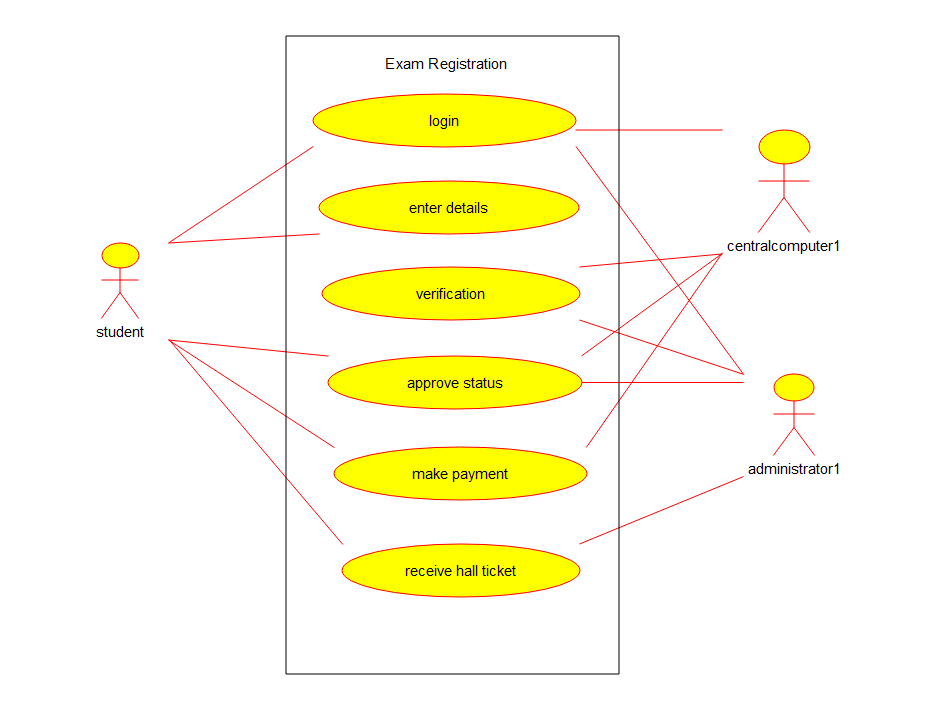 Exam Registration
login
enter details
verification
approve status
make payment
receive hall ticket
student
centralcomputer1
administrator1